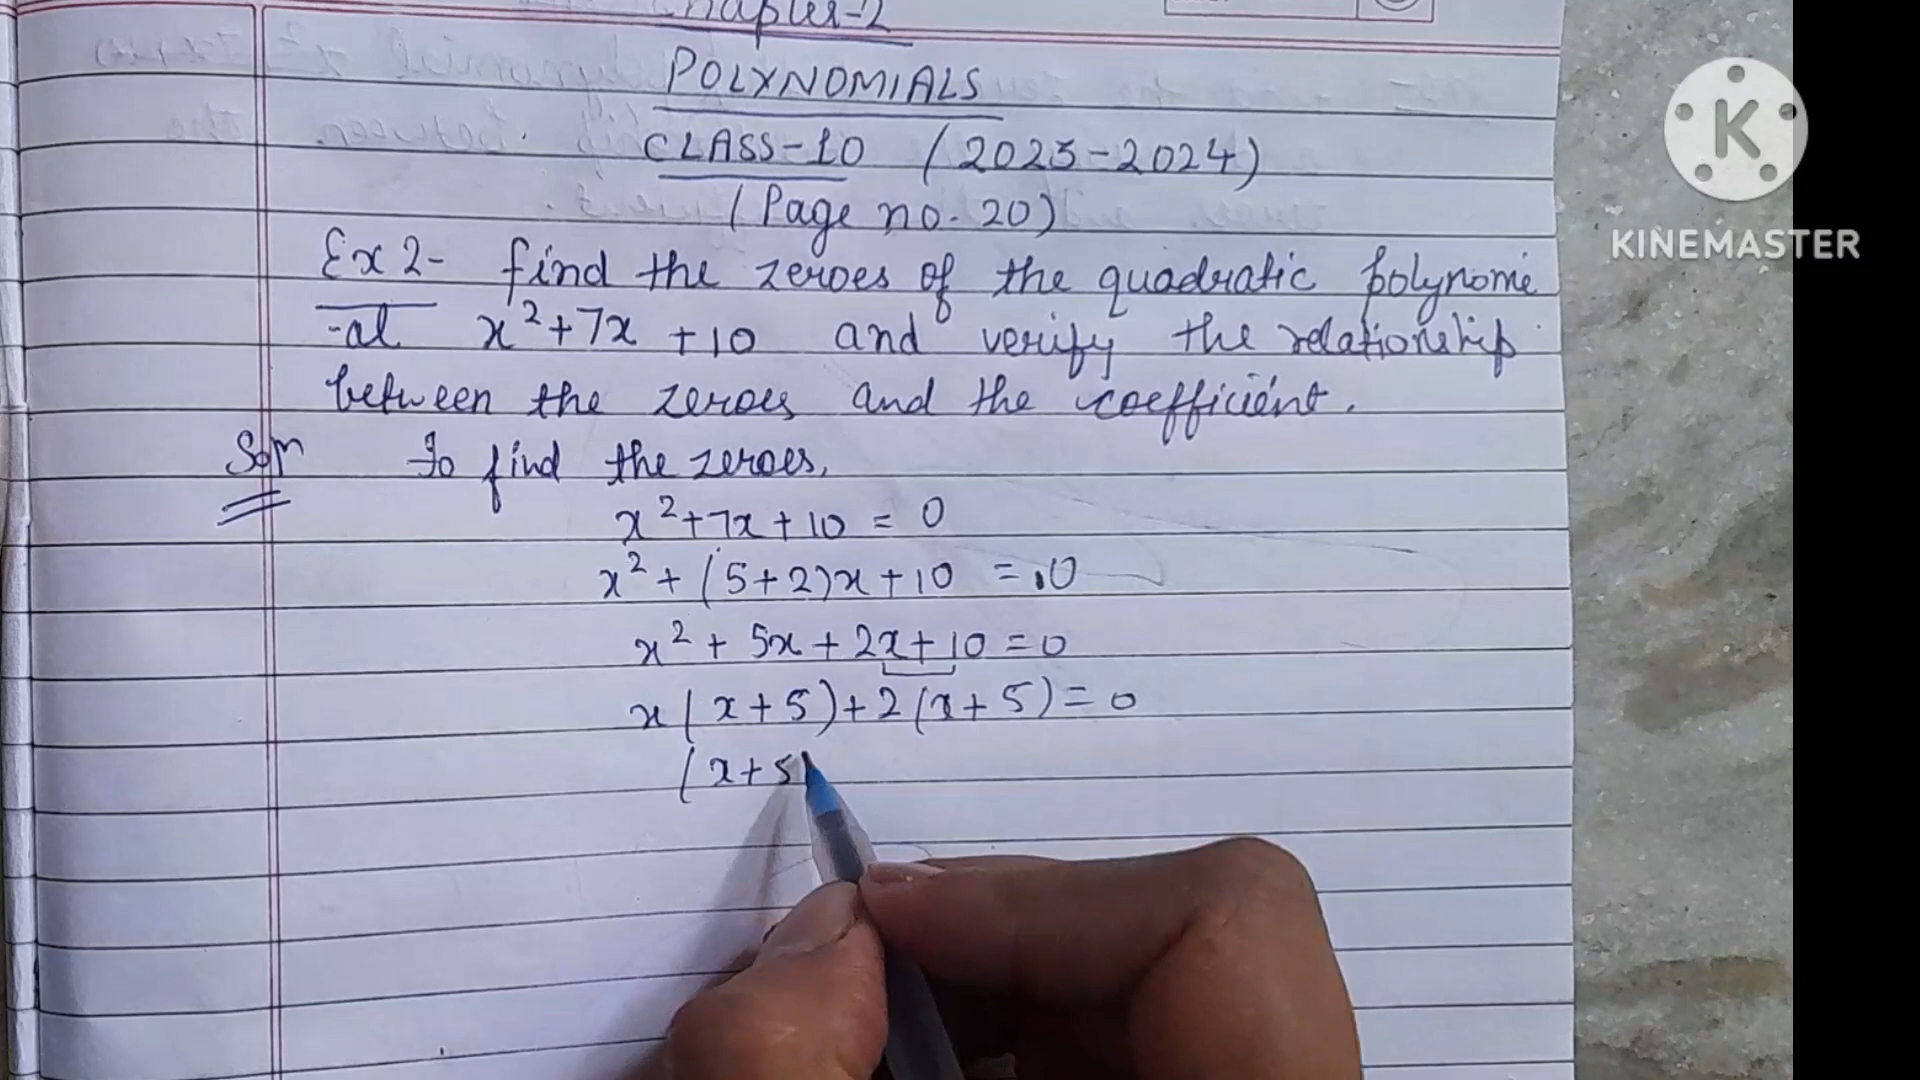 Chapter-2
POLYNOMIALS
CLASS-10 (2023-2024)
(Page no. 20)
Ex 2- find the zeroes of the quadratic polynomi
-al x²+7x+10 and verify the relationship
between the zeroes and the coefficient.
Soln To find the zeroes,
x²+7x+10 = 0
x²+(5+2)x+10 = 0
x² + 5x + 2x+10 = 0
x(x+5)+2(x+5) = 0
(x+5)
K
KINEMASTER